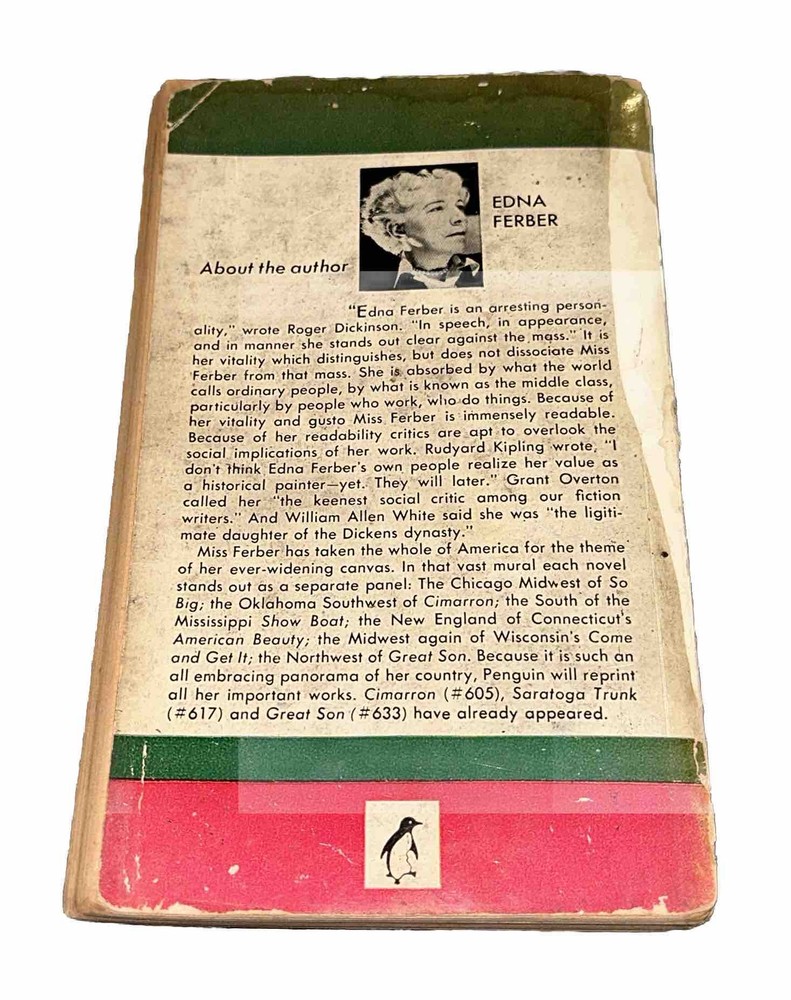 EDNA
FERBER
About the author
"Edna Ferber is an arresting person-
ality," wrote Roger Dickinson. "In speech, in appearance,
and in manner she stands out clear against the mass." It is
her vitality which distinguishes, but does not dissociate Miss
Ferber from that mass. She is absorbed by what the world
calls ordinary people, by what is known as the middle class,
particularly by people who work, who do things. Because of
her vitality and gusto Miss Ferber is immensely readable.
Because of her readability critics are apt to overlook the
social implications of her work. Rudyard Kipling wrote, "I
don't think Edna Ferber's own people realize her value as
a historical painter—yet. They will later." Grant Overton
called her "the keenest social critic among our fiction
writers." And William Allen White said she was "the legiti-
mate daughter of the Dickens dynasty."
Miss Ferber has taken the whole of America for the theme
of her ever-widening canvas. In that vast mural each novel
stands out as a separate panel: The Chicago Midwest of So
Big; the Oklahoma Southwest of Cimarron; the South of the
Mississippi Show Boat; the New England of Connecticut's
American Beauty; the Midwest again of Wisconsin's Come
and Get It; the Northwest of Great Son. Because it is such an
all embracing panorama of her country, Penguin will reprint
all her important works. Cimarron (#605), Saratoga Trunk
(#617) and Great Son (#633) have already appeared.